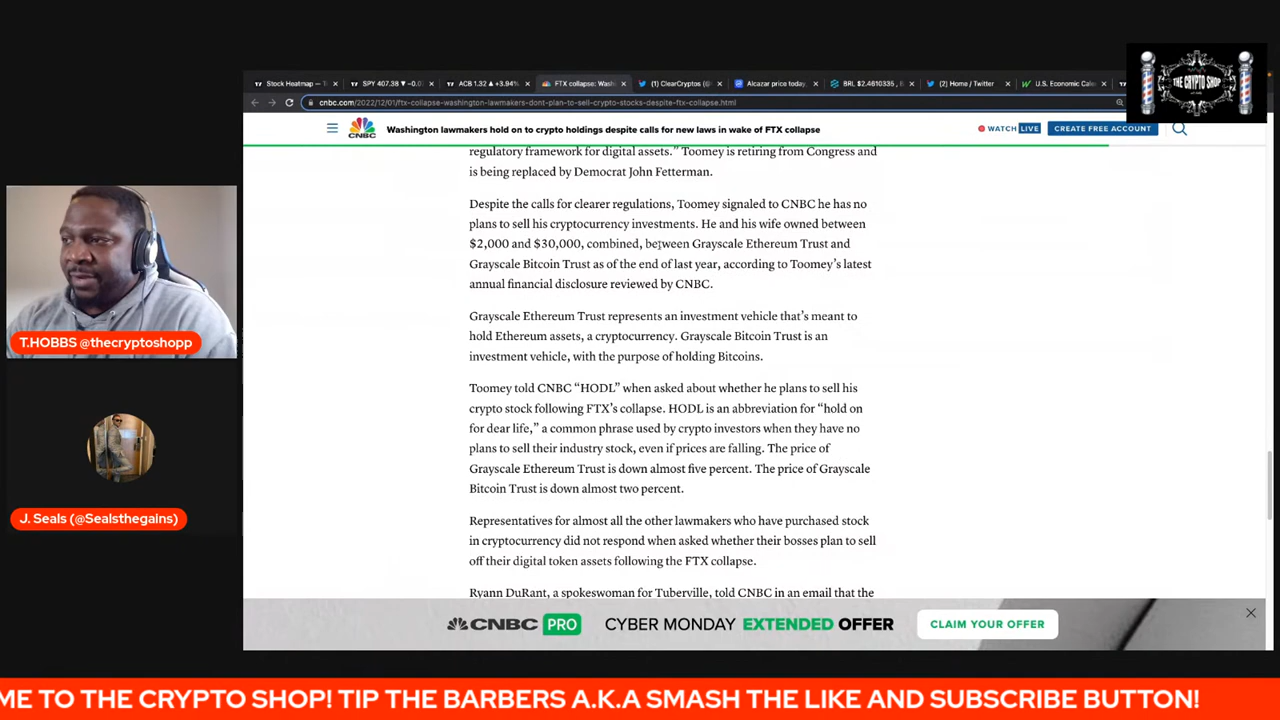 THE CRYPTO SHOP
Stock Heatmap — T
SPY 407.38 ▼ −0.0
ACB 1.32 ▲ +3.94%
FTX collapse: Wash
(1) ClearCryptos (@
Alcazar price today,
BRL $2.4610335
(2) Home / Twitter
U.S. Economic Cale
cnbc.com/2022/12/01/ftx-collapse-washington-lawmakers-dont-plan-to-sell-crypto-stocks-despite-ftx-collapse.html
CNBC
Washington lawmakers hold on to crypto holdings despite calls for new laws in wake of FTX collapse
WATCH LIVE
CREATE FREE ACCOUNT
regulatory framework for digital assets.” Toomey is retiring from Congress and
is being replaced by Democrat John Fetterman.
Despite the calls for clearer regulations, Toomey signaled to CNBC he has no
plans to sell his cryptocurrency investments. He and his wife owned between
$2,000 and $30,000, combined, between Grayscale Ethereum Trust and
Grayscale Bitcoin Trust as of the end of last year, according to Toomey’s latest
annual financial disclosure reviewed by CNBC.
Grayscale Ethereum Trust represents an investment vehicle that’s meant to
hold Ethereum assets, a cryptocurrency. Grayscale Bitcoin Trust is an
investment vehicle, with the purpose of holding Bitcoins.
Toomey told CNBC “HODL” when asked about whether he plans to sell his
crypto stock following FTX’s collapse. HODL is an abbreviation for “hold on
for dear life,” a common phrase used by crypto investors when they have no
plans to sell their industry stock, even if prices are falling. The price of
Grayscale Ethereum Trust is down almost five percent. The price of Grayscale
Bitcoin Trust is down almost two percent.
Representatives for almost all the other lawmakers who have purchased stock
in cryptocurrency did not respond when asked whether their bosses plan to sell
off their digital token assets following the FTX collapse.
Ryann DuRant, a spokeswoman for Tuberville, told CNBC in an email that the
CNBC PRO
CYBER MONDAY EXTENDED OFFER
CLAIM YOUR OFFER
T.HOBBS @thecryptoshopp
J. Seals (@Sealsthegains)
ME TO THE CRYPTO SHOP! TIP THE BARBERS A.K.A SMASH THE LIKE AND SUBSCRIBE BUTTON!